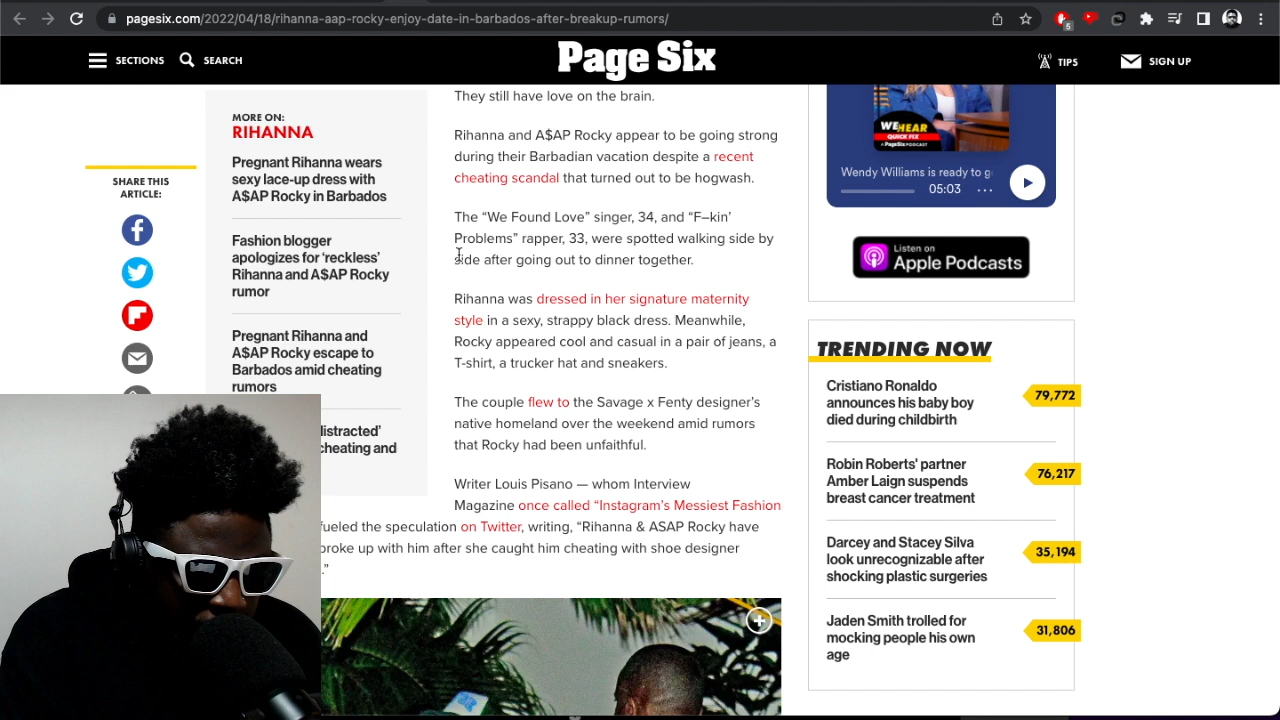 pagesix.com/2022/04/18/rihanna-aap-rocky-enjoy-date-in-barbados-after-breakup-rumors/
5
SECTIONS
SEARCH
Page Six
TIPS
SIGN UP
SHARE THIS
ARTICLE:
MORE ON:
RIHANNA
Pregnant Rihanna wears
sexy lace-up dress with
A$AP Rocky in Barbados
Fashion blogger
apologizes for ‘reckless’
Rihanna and A$AP Rocky
rumor
Pregnant Rihanna and
A$AP Rocky escape to
Barbados amid cheating
rumors
distracted’
cheating and
They still have love on the brain.
Rihanna and A$AP Rocky appear to be going strong
during their Barbadian vacation despite a recent
cheating scandal that turned out to be hogwash.
The “We Found Love” singer, 34, and “F–kin’
Problems” rapper, 33, were spotted walking side by
side after going out to dinner together.
Rihanna was dressed in her signature maternity
style in a sexy, strappy black dress. Meanwhile,
Rocky appeared cool and casual in a pair of jeans, a
T-shirt, a trucker hat and sneakers.
The couple flew to the Savage x Fenty designer’s
native homeland over the weekend amid rumors
that Rocky had been unfaithful.
Writer Louis Pisano — whom Interview
Magazine once called “Instagram’s Messiest Fashion
fueled the speculation on Twitter, writing, “Rihanna & ASAP Rocky have
broke up with him after she caught him cheating with shoe designer
.”
WE HEAR
QUICK FIX
A PAGESIX PODCAST
Wendy Williams is ready to g
05:03
Listen on
Apple Podcasts
TRENDING NOW
Cristiano Ronaldo
announces his baby boy
died during childbirth
79,772
Robin Roberts' partner
Amber Laign suspends
breast cancer treatment
76,217
Darcey and Stacey Silva
look unrecognizable after
shocking plastic surgeries
35,194
Jaden Smith trolled for
mocking people his own
age
31,806